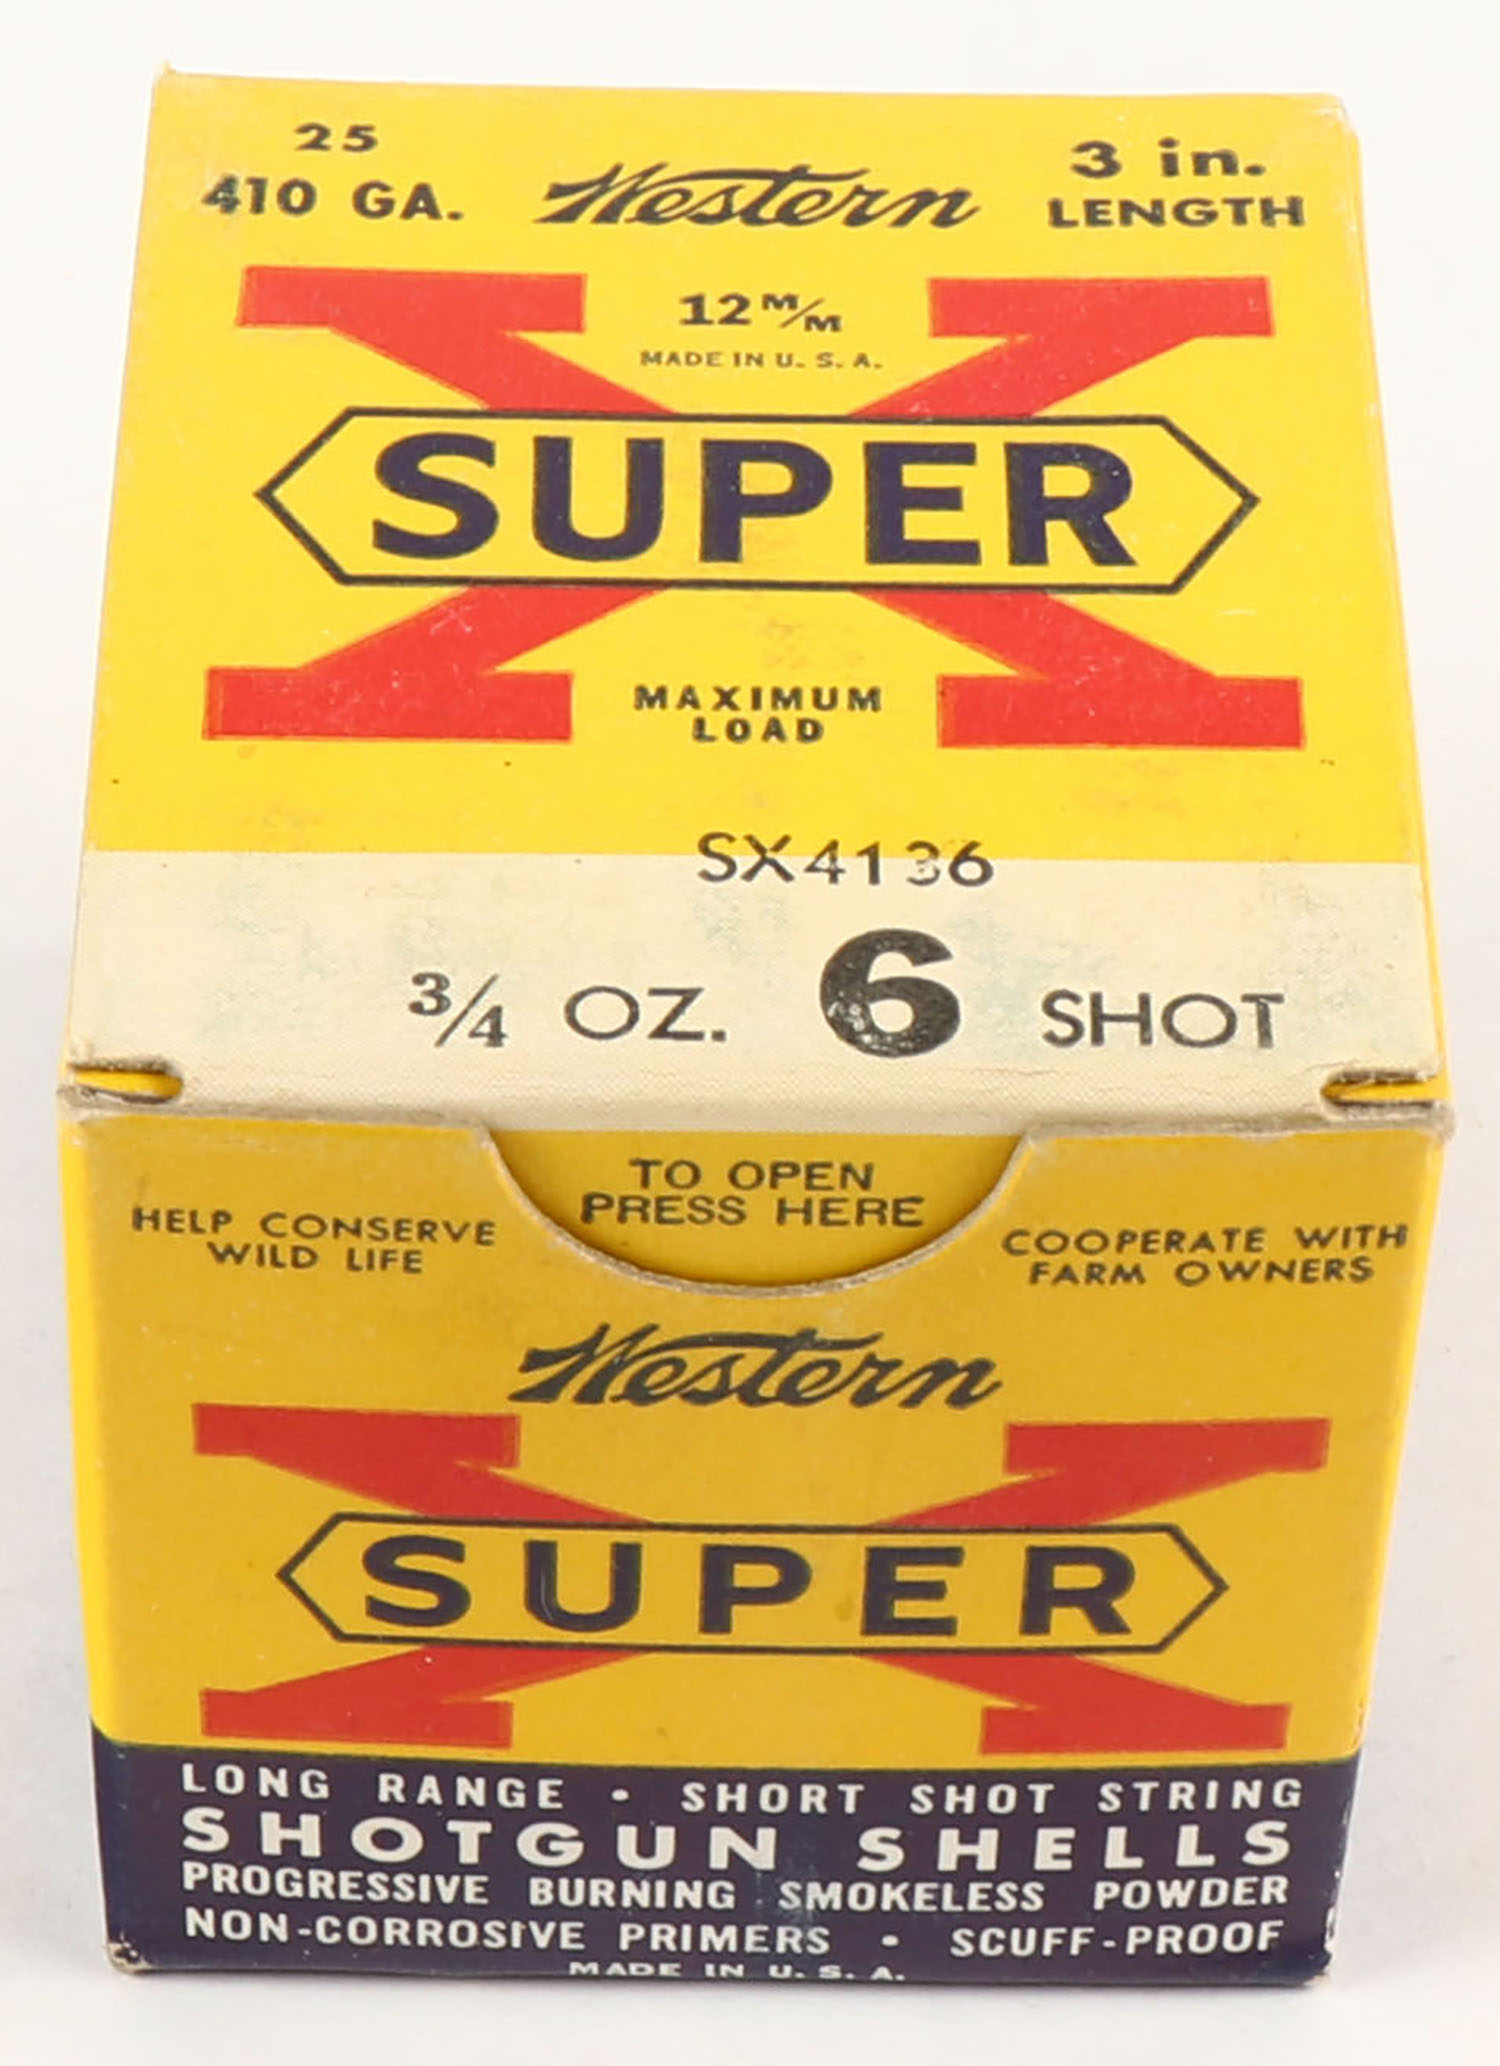 25
410 GA.
Western
3 in.
LENGTH
12 M/M
MADE IN U. S. A.
X
SUPER
MAXIMUM
LOAD
SX4136
3/4 OZ. 6 SHOT
TO OPEN
PRESS HERE
HELP CONSERVE
WILD LIFE
COOPERATE WITH
FARM OWNERS
Western
X
SUPER
LONG RANGE • SHORT SHOT STRING
SHOTGUN SHELLS
PROGRESSIVE BURNING SMOKELESS POWDER
NON-CORROSIVE PRIMERS • SCUFF-PROOF
MADE IN U. S. A.